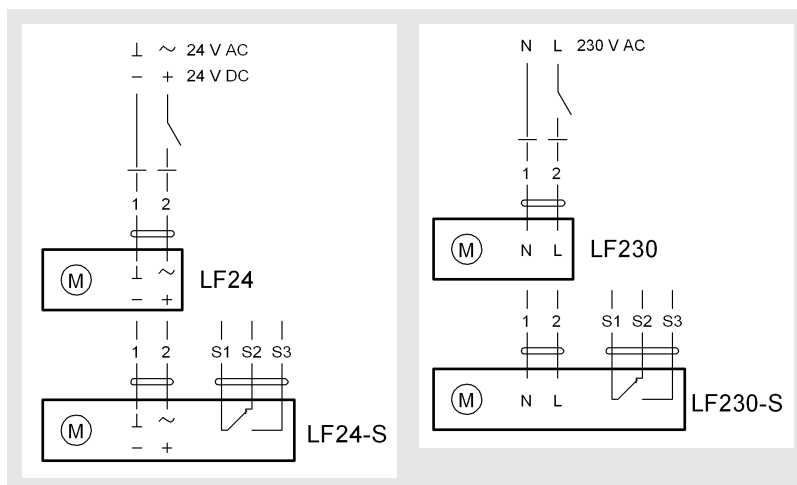 ⊥ ~ 24 V AC
− + 24 V DC
1 2
M ⊥ ~ LF24
− +
1 2 S1 S2 S3
M ⊥ ~ LF24-S
− +
N L 230 V AC
1 2
M N L LF230
1 2 S1 S2 S3
M N L LF230-S